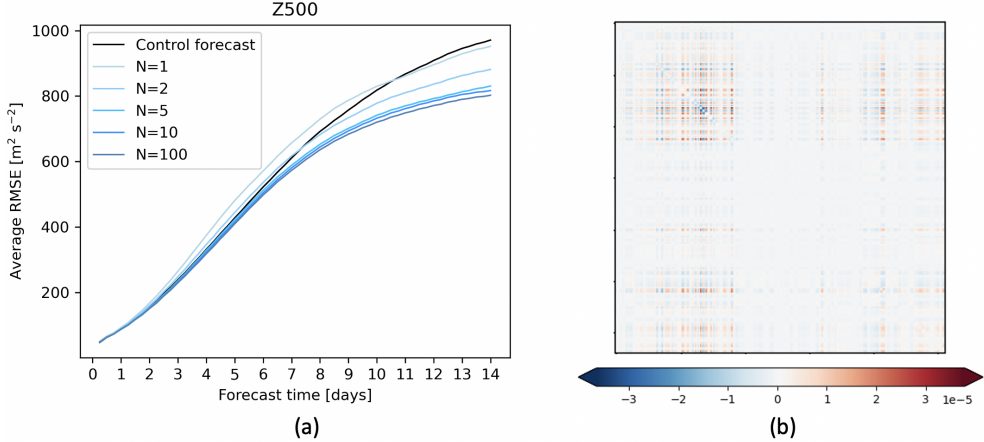 Z500
1000
800
600
400
200
Average RMSE [m² s⁻²]
Control forecast
N=1
N=2
N=5
N=10
N=100
0 1 2 3 4 5 6 7 8 9 10 11 12 13 14
Forecast time [days]
(a)
−3 −2 −1 0 1 2 3 1e−5
(b)